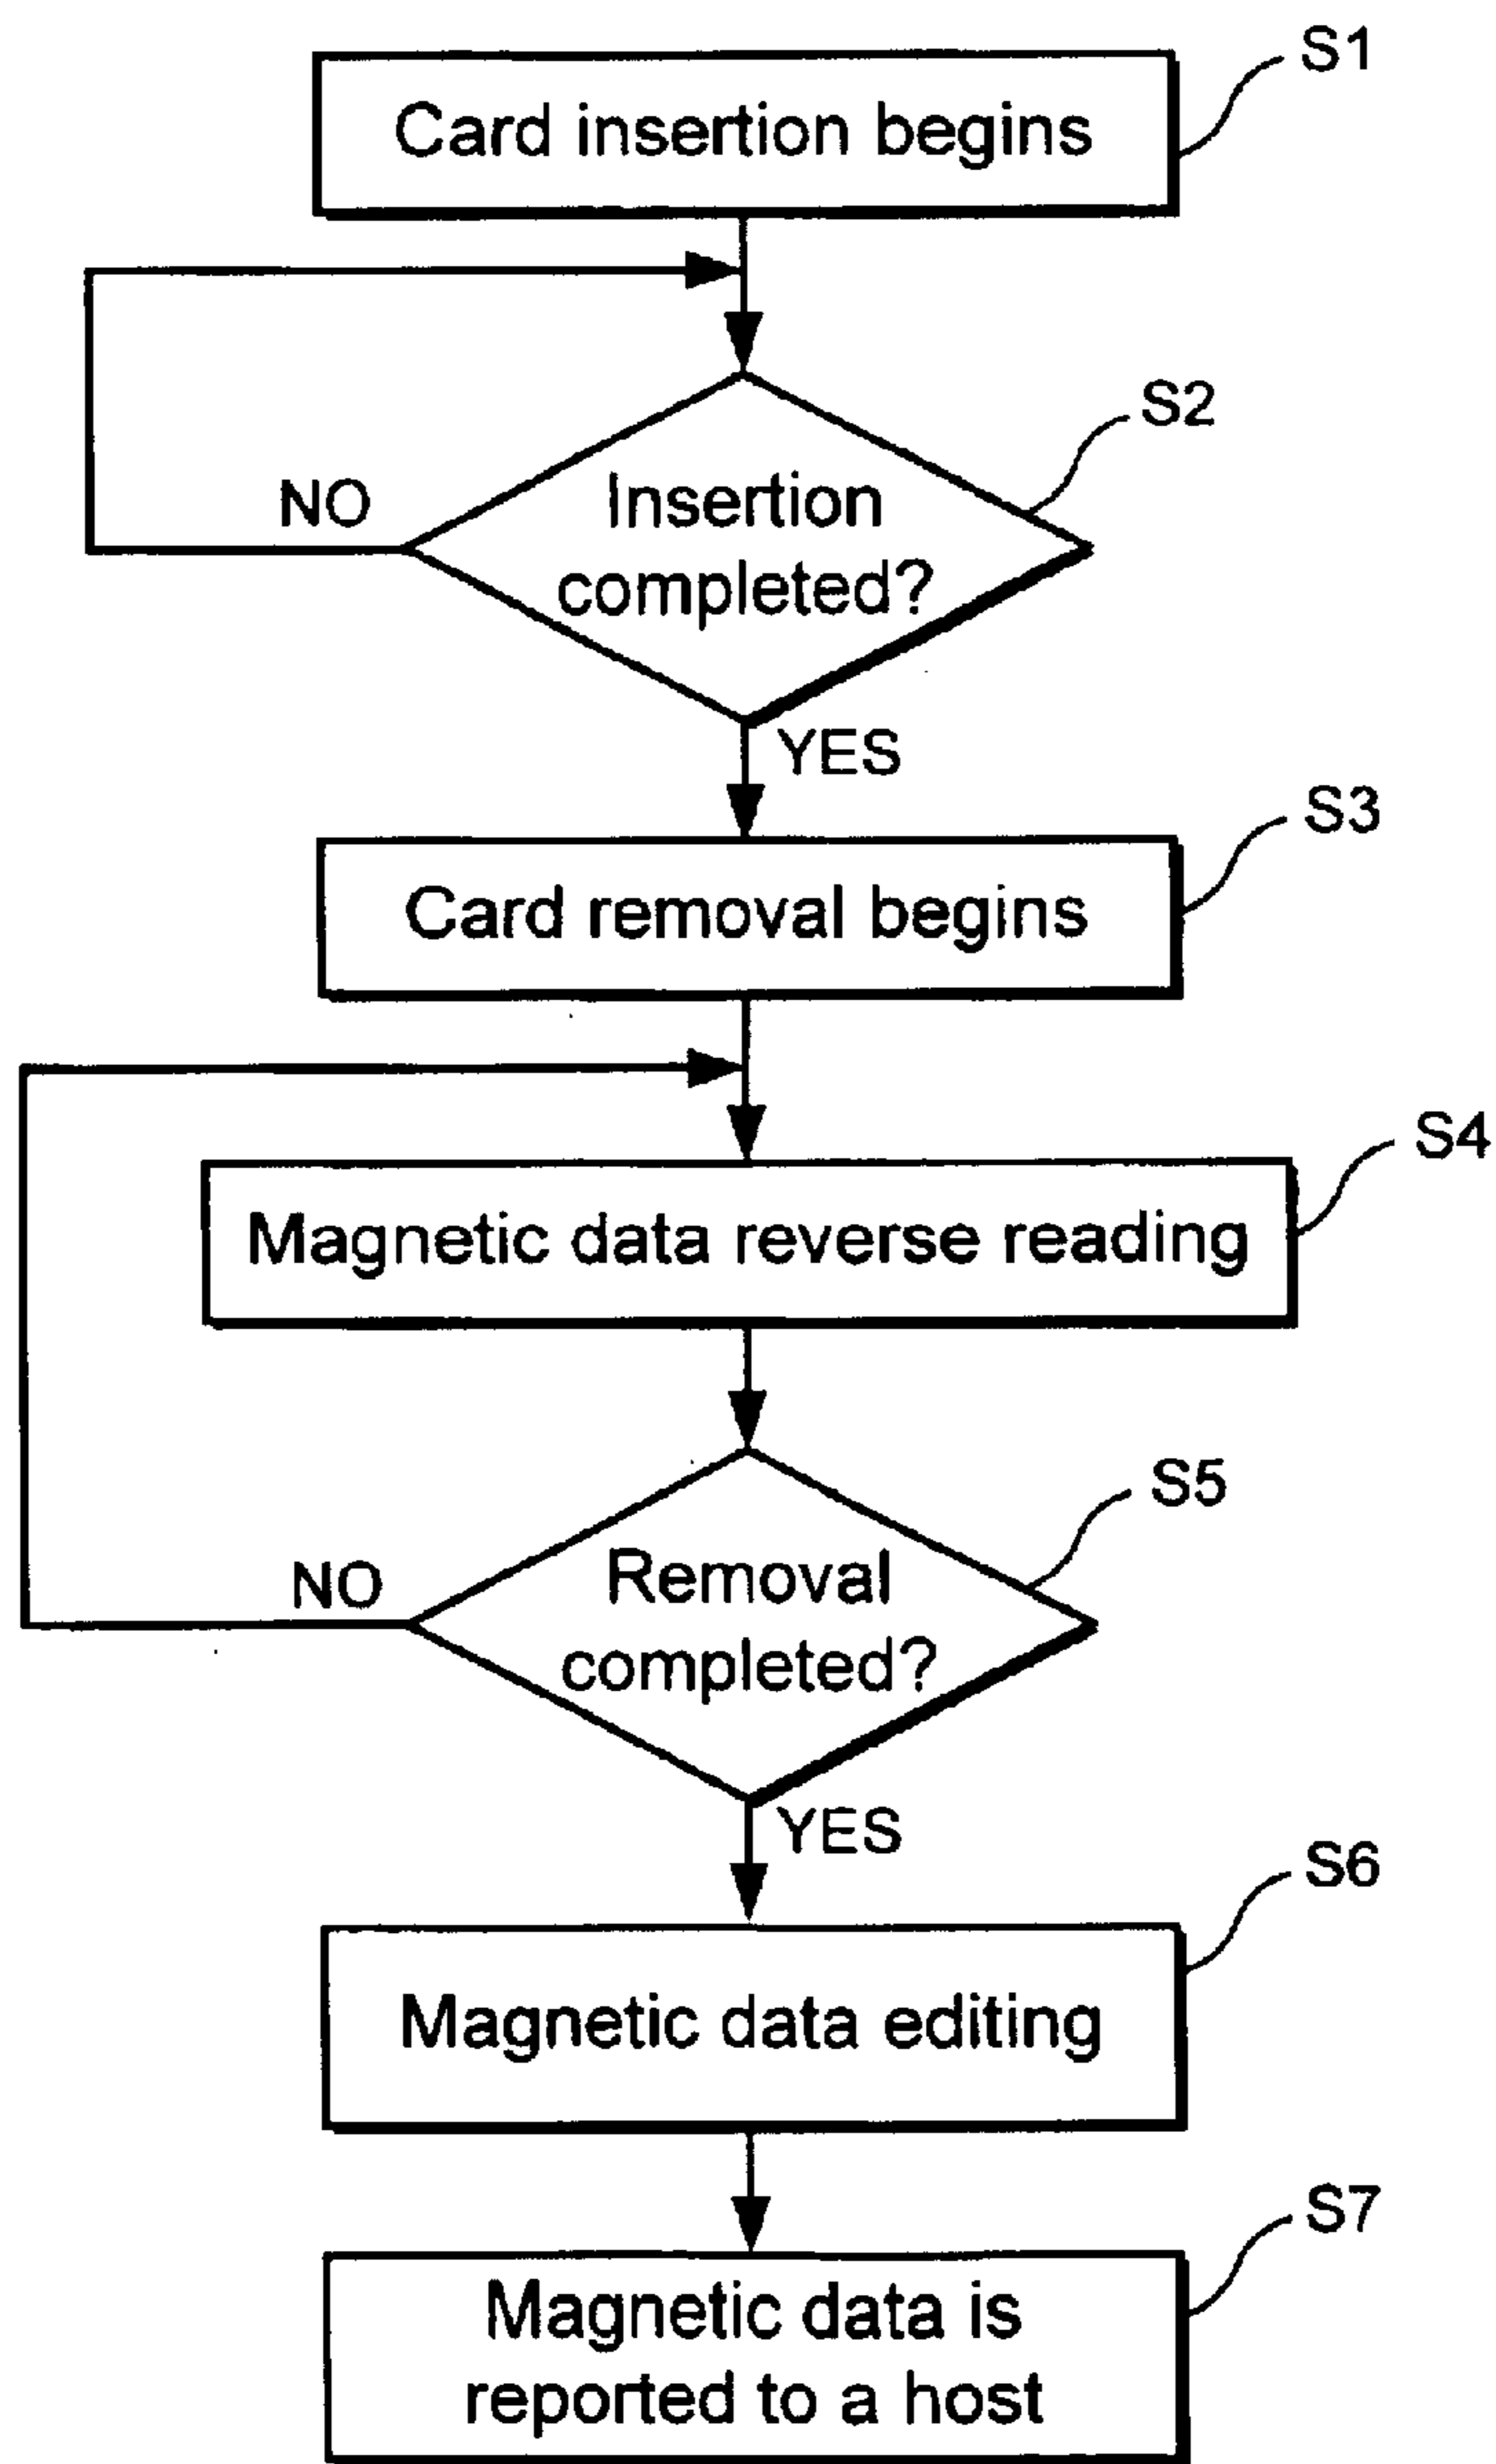 S1
Card insertion begins
S2
NO
Insertion
completed?
YES
S3
Card removal begins
S4
Magnetic data reverse reading
S5
NO
Removal
completed?
YES
S6
Magnetic data editing
S7
Magnetic data is
reported to a host